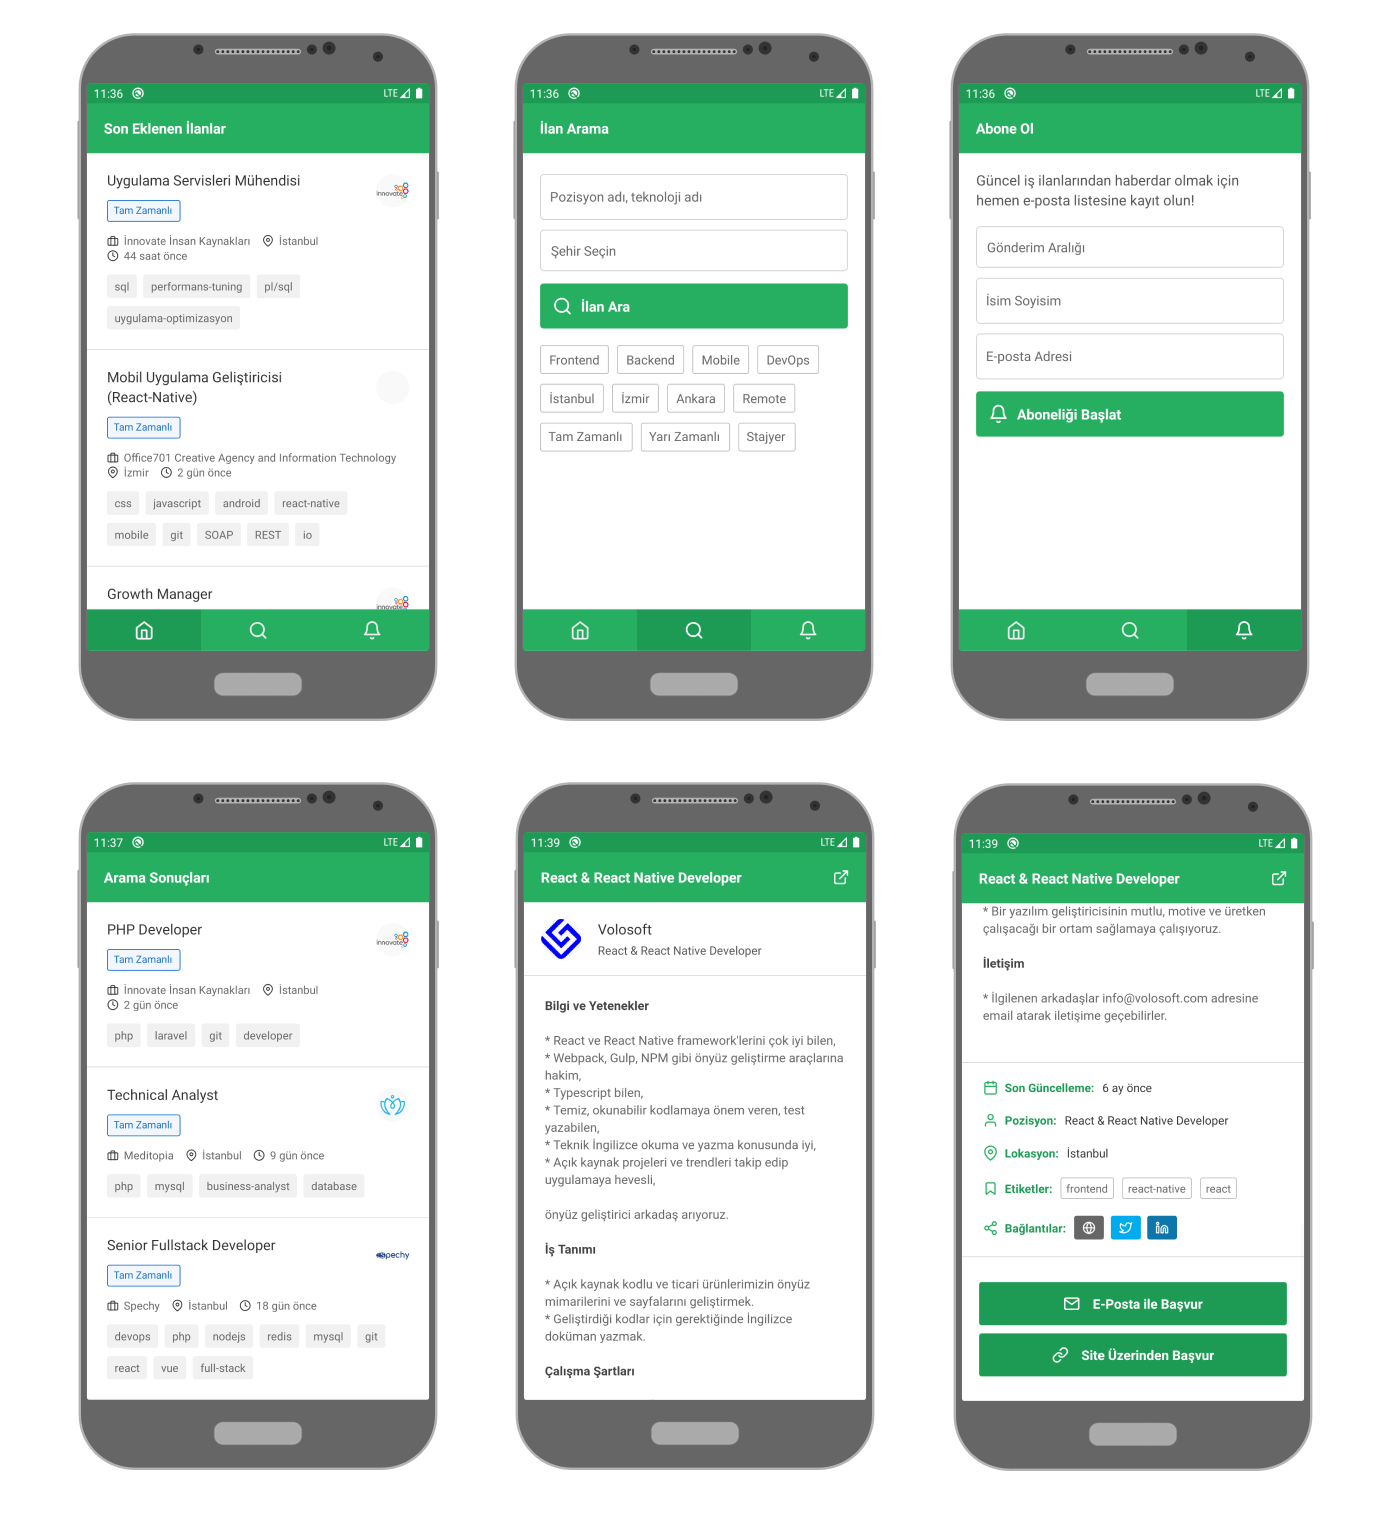 11:36
LTE
Son Eklenen İlanlar
Uygulama Servisleri Mühendisi
innovate
Tam Zamanlı
İnnovate İnsan Kaynakları İstanbul
44 saat önce
sql performans-tuning pl/sql
uygulama-optimizasyon
Mobil Uygulama Geliştiricisi
(React-Native)
Tam Zamanlı
Office701 Creative Agency and Information Technology
İzmir 2 gün önce
css javascript android react-native
mobile git SOAP REST io
Growth Manager
innovate
11:36
LTE
İlan Arama
Pozisyon adı, teknoloji adı
Şehir Seçin
İlan Ara
Frontend Backend Mobile DevOps
İstanbul İzmir Ankara Remote
Tam Zamanlı Yarı Zamanlı Stajyer
11:36
LTE
Abone Ol
Güncel iş ilanlarından haberdar olmak için
hemen e-posta listesine kayıt olun!
Gönderim Aralığı
İsim Soyisim
E-posta Adresi
Aboneliği Başlat
11:37
LTE
Arama Sonuçları
PHP Developer
innovate
Tam Zamanlı
İnnovate İnsan Kaynakları İstanbul
2 gün önce
php laravel git developer
Technical Analyst
Tam Zamanlı
Meditopia İstanbul 9 gün önce
php mysql business-analyst database
Senior Fullstack Developer
spechy
Tam Zamanlı
Spechy İstanbul 18 gün önce
devops php nodejs redis mysql git
react vue full-stack
11:39
LTE
React & React Native Developer
Volosoft
React & React Native Developer
Bilgi ve Yetenekler
* React ve React Native framework'lerini çok iyi bilen,
* Webpack, Gulp, NPM gibi önyüz geliştirme araçlarına
hakim,
* Typescript bilen,
* Temiz, okunabilir kodlamaya önem veren, test
yazabilen,
* Teknik İngilizce okuma ve yazma konusunda iyi,
* Açık kaynak projeleri ve trendleri takip edip
uygulamaya hevesli,
önyüz geliştirici arkadaş arıyoruz.
İş Tanımı
* Açık kaynak kodlu ve ticari ürünlerimizin önyüz
mimarilerini ve sayfalarını geliştirmek.
* Geliştirdiği kodlar için gerektiğinde İngilizce
doküman yazmak.
Çalışma Şartları
11:39
LTE
React & React Native Developer
* Bir yazılım geliştiricisinin mutlu, motive ve üretken
çalışacağı bir ortam sağlamaya çalışıyoruz.
İletişim
* İlgilenen arkadaşlar info@volosoft.com adresine
email atarak iletişime geçebilirler.
Son Güncelleme: 6 ay önce
Pozisyon: React & React Native Developer
Lokasyon: İstanbul
Etiketler: frontend react-native react
Bağlantılar: in
E-Posta ile Başvur
Site Üzerinden Başvur